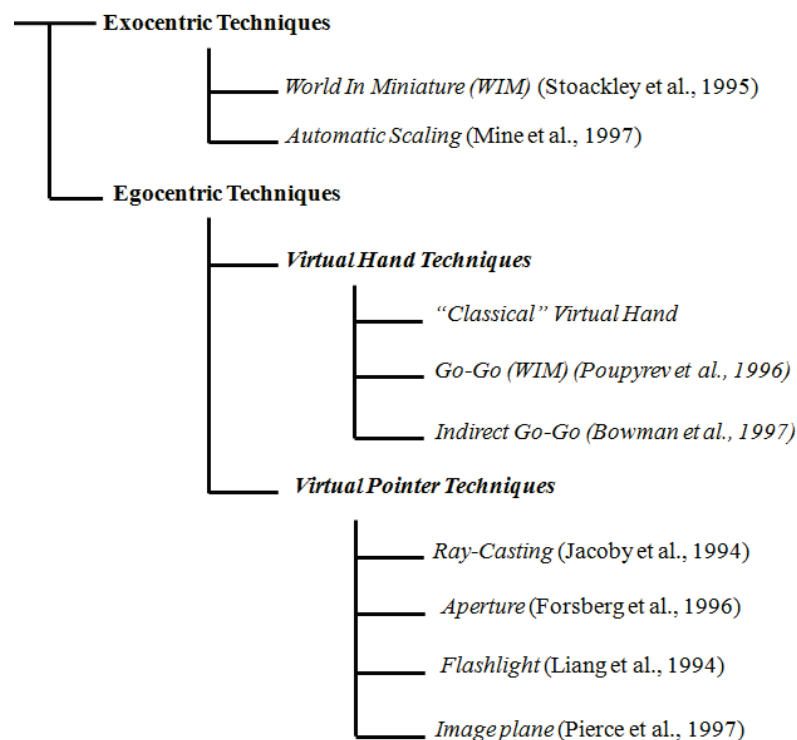 Exocentric Techniques
World In Miniature (WIM) (Stoackley et al., 1995)
Automatic Scaling (Mine et al., 1997)
Egocentric Techniques
Virtual Hand Techniques
“Classical” Virtual Hand
Go-Go (WIM) (Poupyrev et al., 1996)
Indirect Go-Go (Bowman et al., 1997)
Virtual Pointer Techniques
Ray-Casting (Jacoby et al., 1994)
Aperture (Forsberg et al., 1996)
Flashlight (Liang et al., 1994)
Image plane (Pierce et al., 1997)